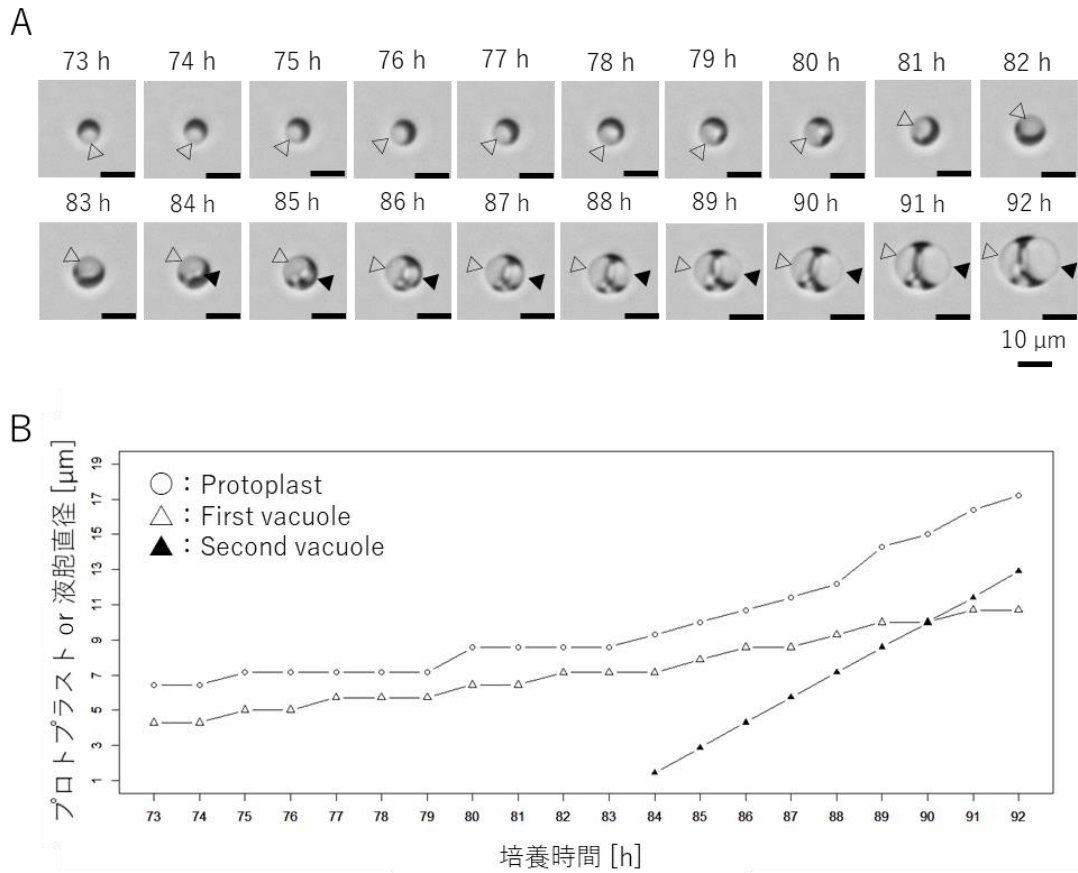 A
73 h 74 h 75 h 76 h 77 h 78 h 79 h 80 h 81 h 82 h
83 h 84 h 85 h 86 h 87 h 88 h 89 h 90 h 91 h 92 h
10 μm
B
プロトプラスト or 液胞直径 [μm]
19
17
15
13
11
9
7
5
3
1
○：Protoplast
△：First vacuole
▲：Second vacuole
73 74 75 76 77 78 79 80 81 82 83 84 85 86 87 88 89 90 91 92
培養時間 [h]